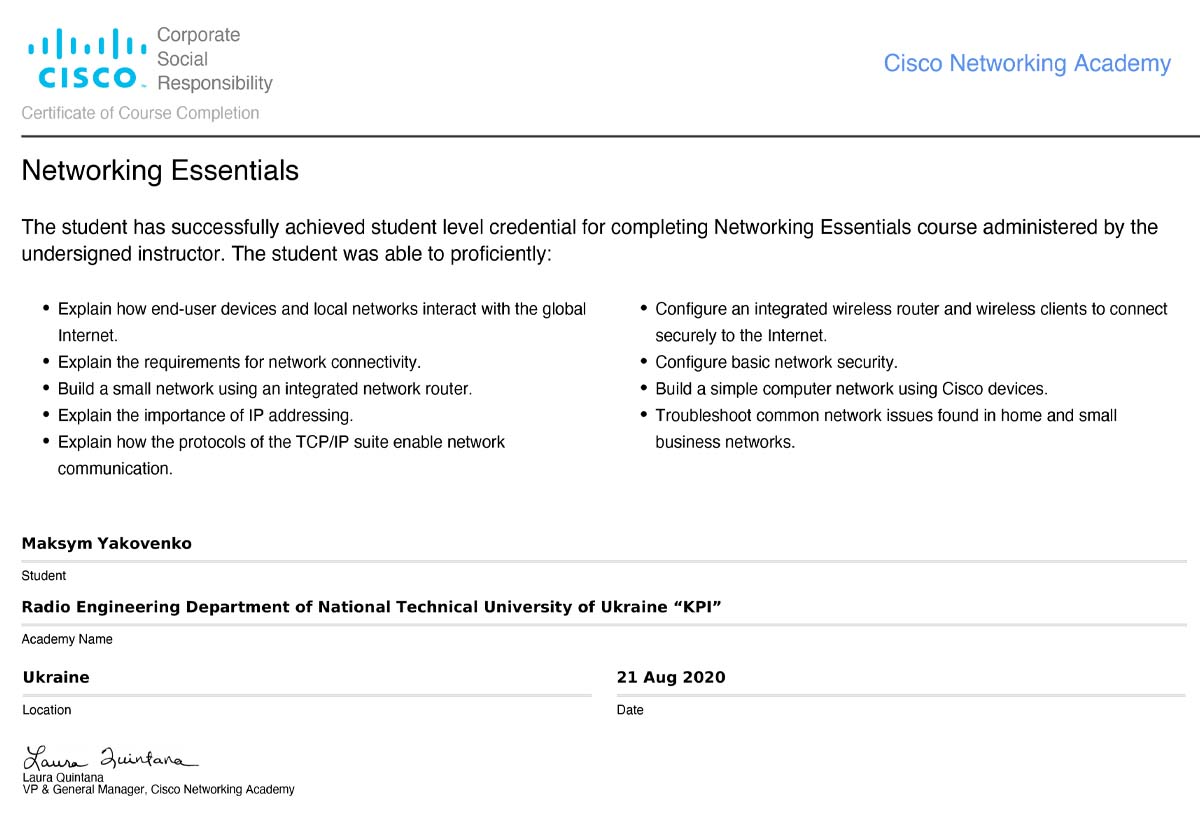 Corporate
Social
Responsibility
CISCO™
Cisco Networking Academy
Certificate of Course Completion
Networking Essentials
The student has successfully achieved student level credential for completing Networking Essentials course administered by the
undersigned instructor. The student was able to proficiently:
• Explain how end-user devices and local networks interact with the global
Internet.
• Explain the requirements for network connectivity.
• Build a small network using an integrated network router.
• Explain the importance of IP addressing.
• Explain how the protocols of the TCP/IP suite enable network
communication.
• Configure an integrated wireless router and wireless clients to connect
securely to the Internet.
• Configure basic network security.
• Build a simple computer network using Cisco devices.
• Troubleshoot common network issues found in home and small
business networks.
Maksym Yakovenko
Student
Radio Engineering Department of National Technical University of Ukraine “KPI”
Academy Name
Ukraine
Location
21 Aug 2020
Date
Laura Quintana
Laura Quintana
VP & General Manager, Cisco Networking Academy